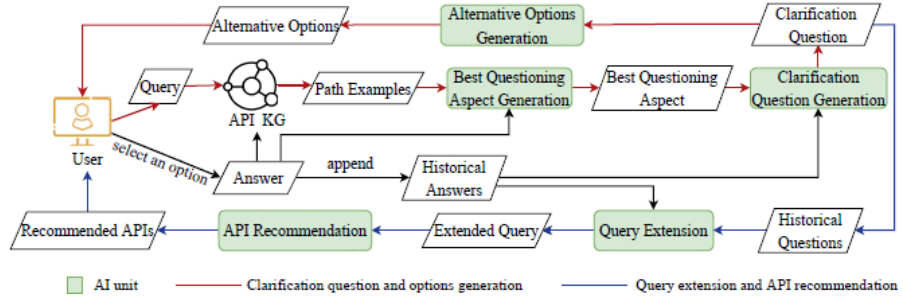 Alternative Options
Alternative Options
Generation
Clarification
Question
Query
API KG
Path Examples
Best Questioning
Aspect Generation
Best Questioning
Aspect
Clarification
Question Generation
User
select an option
Answer
append
Historical
Answers
Recommended APIs
API Recommendation
Extended Query
Query Extension
Historical
Questions
AI unit
Clarification question and options generation
Query extension and API recommendation